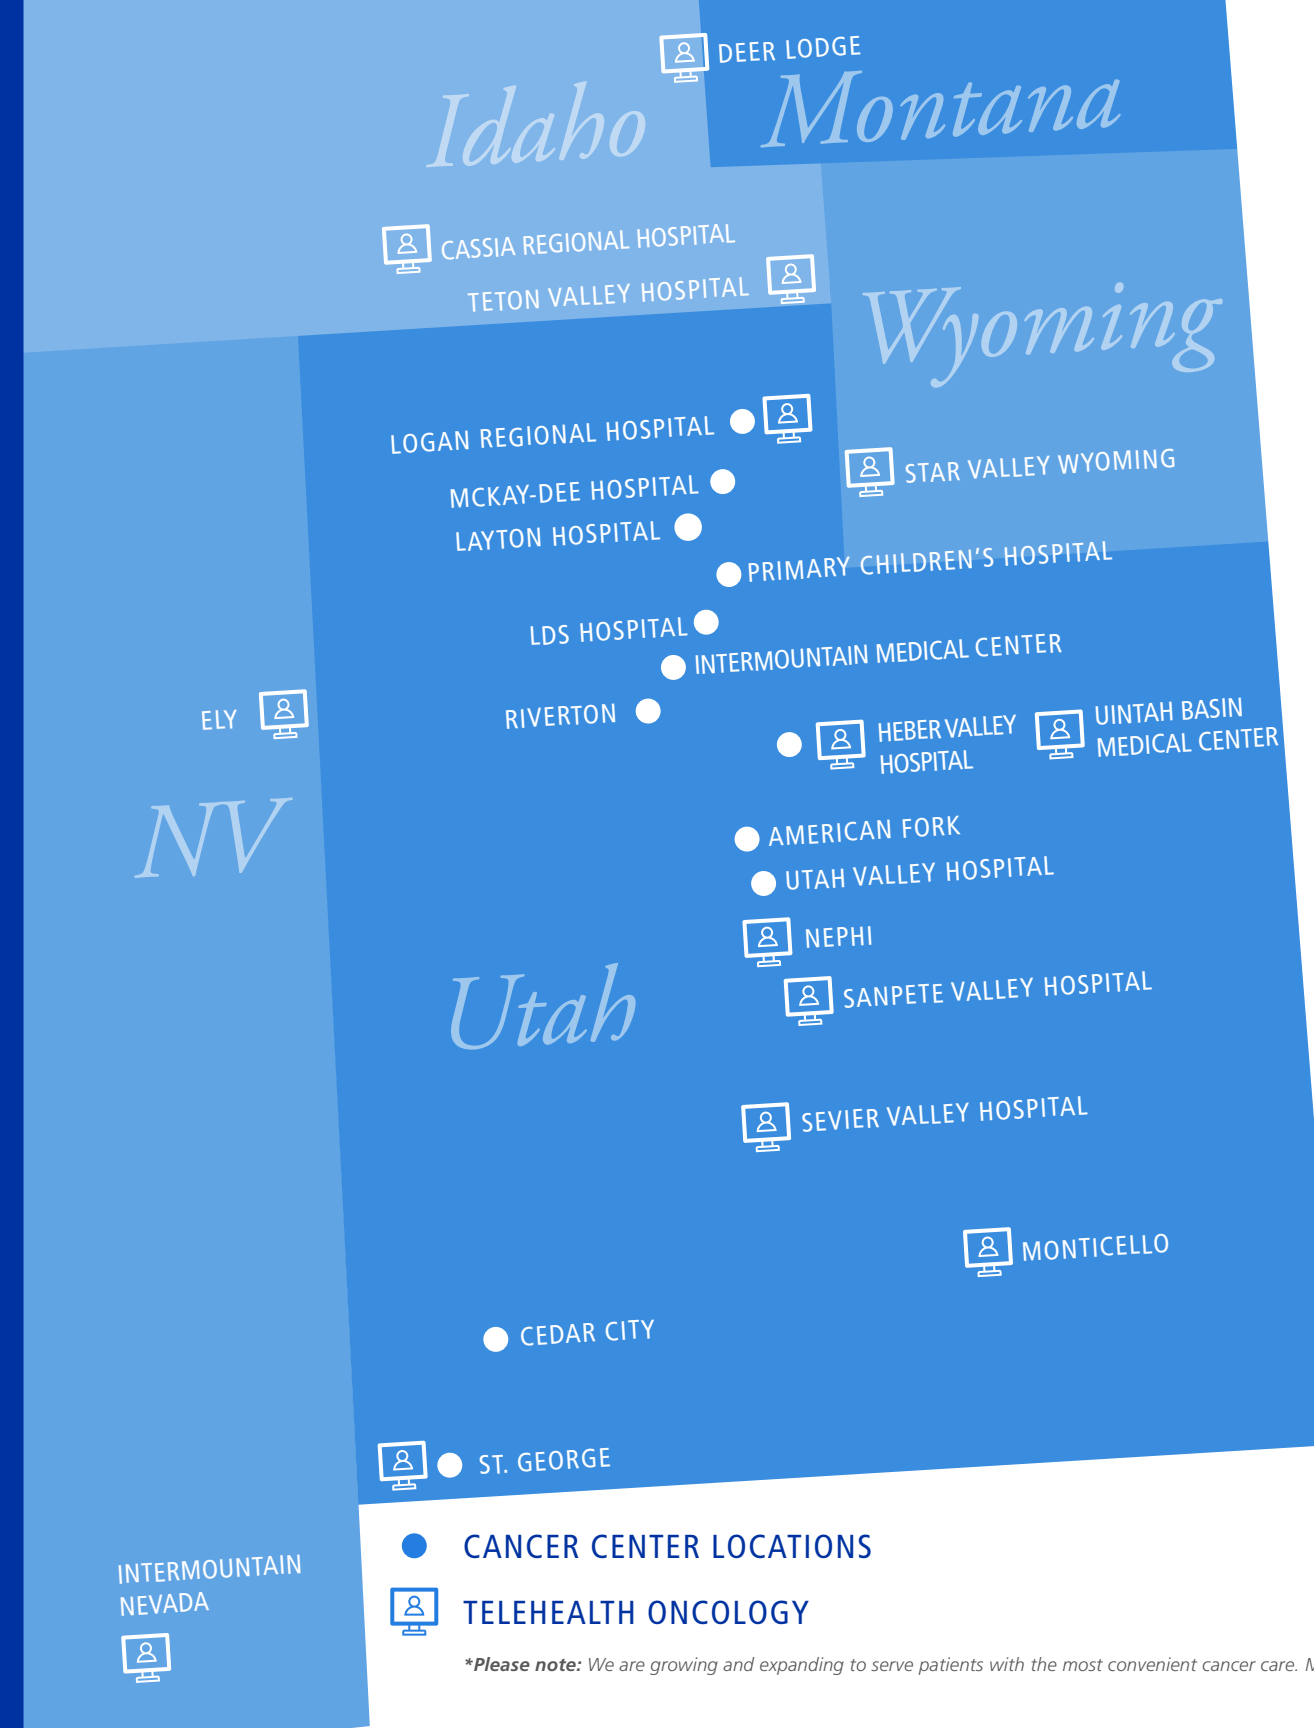 DEER LODGE
Idaho
Montana
CASSIA REGIONAL HOSPITAL
TETON VALLEY HOSPITAL
Wyoming
LOGAN REGIONAL HOSPITAL
STAR VALLEY WYOMING
MCKAY-DEE HOSPITAL
LAYTON HOSPITAL
PRIMARY CHILDREN'S HOSPITAL
LDS HOSPITAL
INTERMOUNTAIN MEDICAL CENTER
RIVERTON
ELY
HEBER VALLEY
HOSPITAL
UINTAH BASIN
MEDICAL CENTER
NV
AMERICAN FORK
UTAH VALLEY HOSPITAL
NEPHI
SANPETE VALLEY HOSPITAL
Utah
SEVIER VALLEY HOSPITAL
MONTICELLO
CEDAR CITY
ST. GEORGE
CANCER CENTER LOCATIONS
INTERMOUNTAIN
NEVADA
TELEHEALTH ONCOLOGY
*Please note: We are growing and expanding to serve patients with the most convenient cancer care.